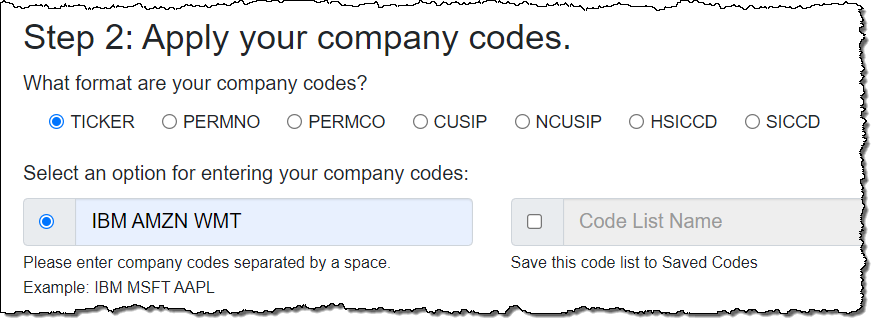 Step 2: Apply your company codes.
What format are your company codes?
TICKER PERMNO PERMCO CUSIP NCUSIP HSICCD SICCD
Select an option for entering your company codes:
IBM AMZN WMT Code List Name
Please enter company codes separated by a space. Save this code list to Saved Codes
Example: IBM MSFT AAPL